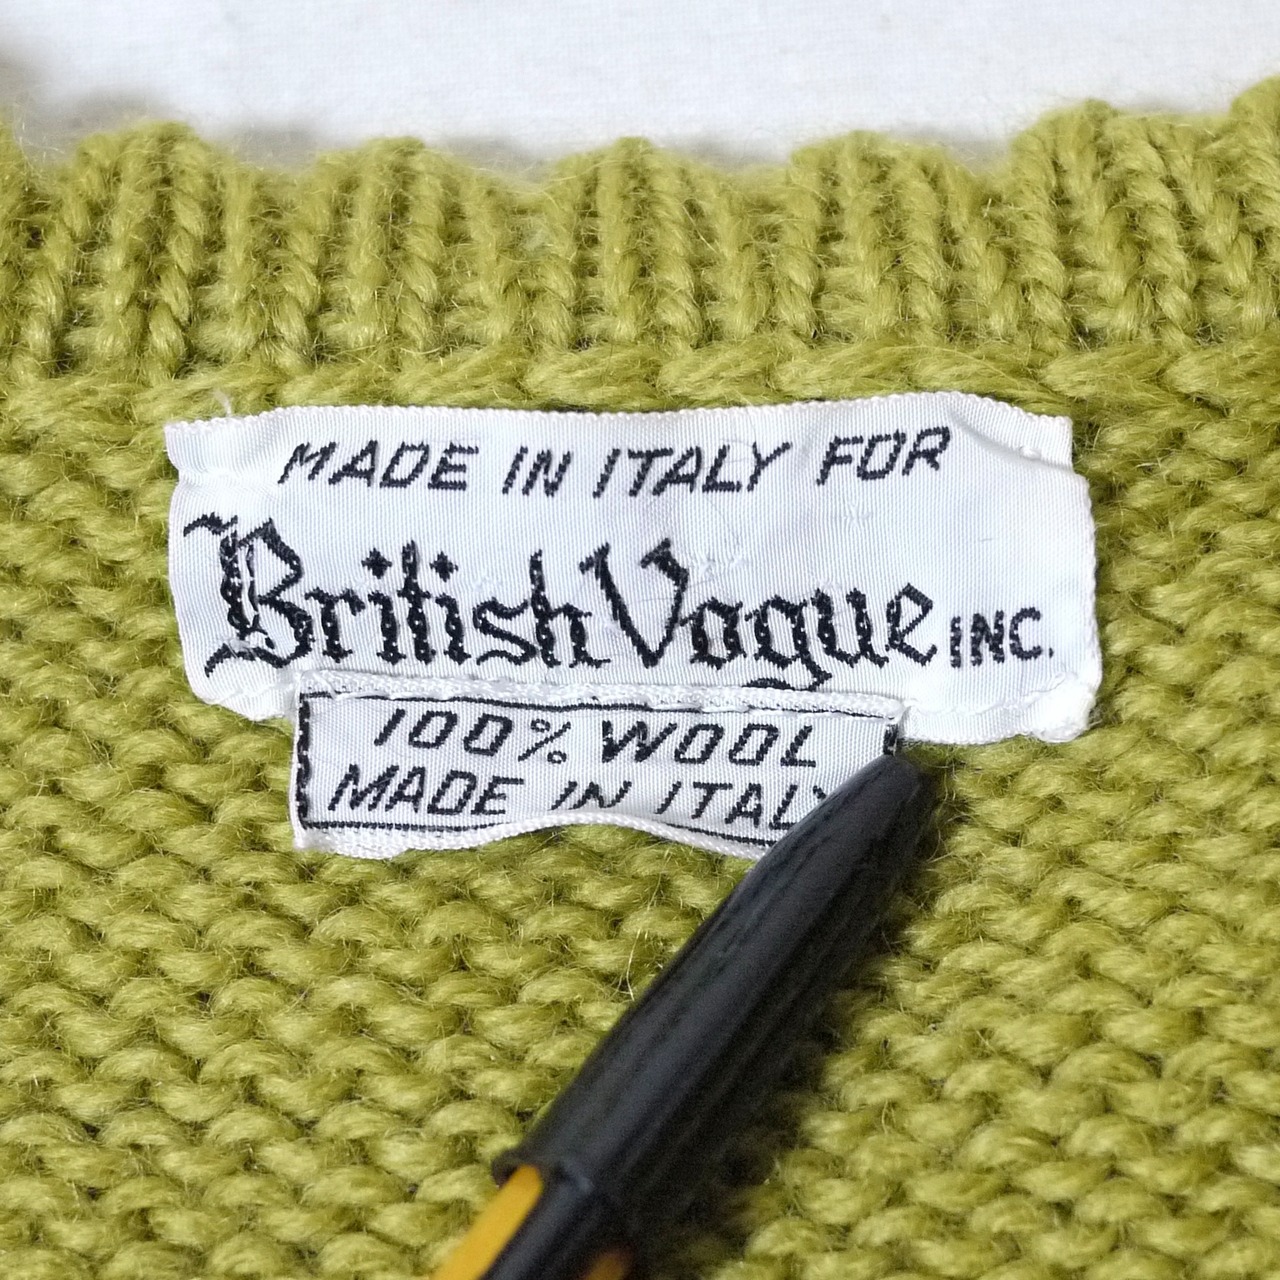 MADE IN ITALY FOR
British Vogue INC.
100% WOOL
MADE IN ITALY